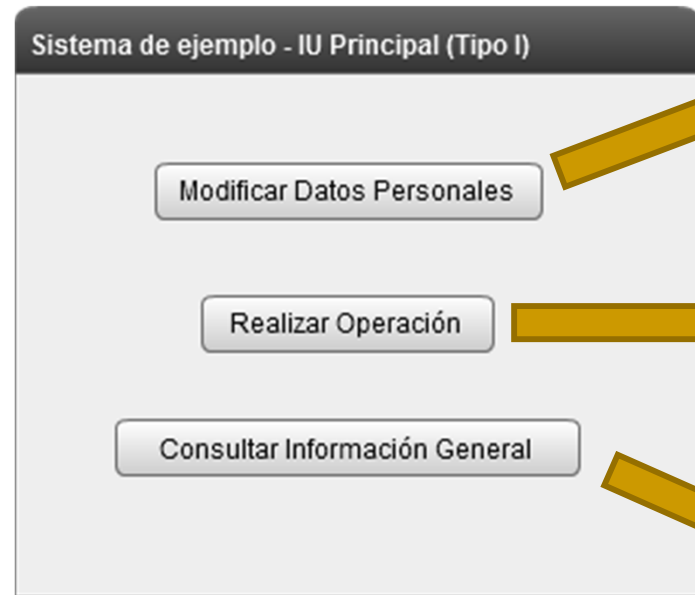 Sistema de ejemplo - IU Principal (Tipo I)
Modificar Datos Personales
Realizar Operación
Consultar Información General